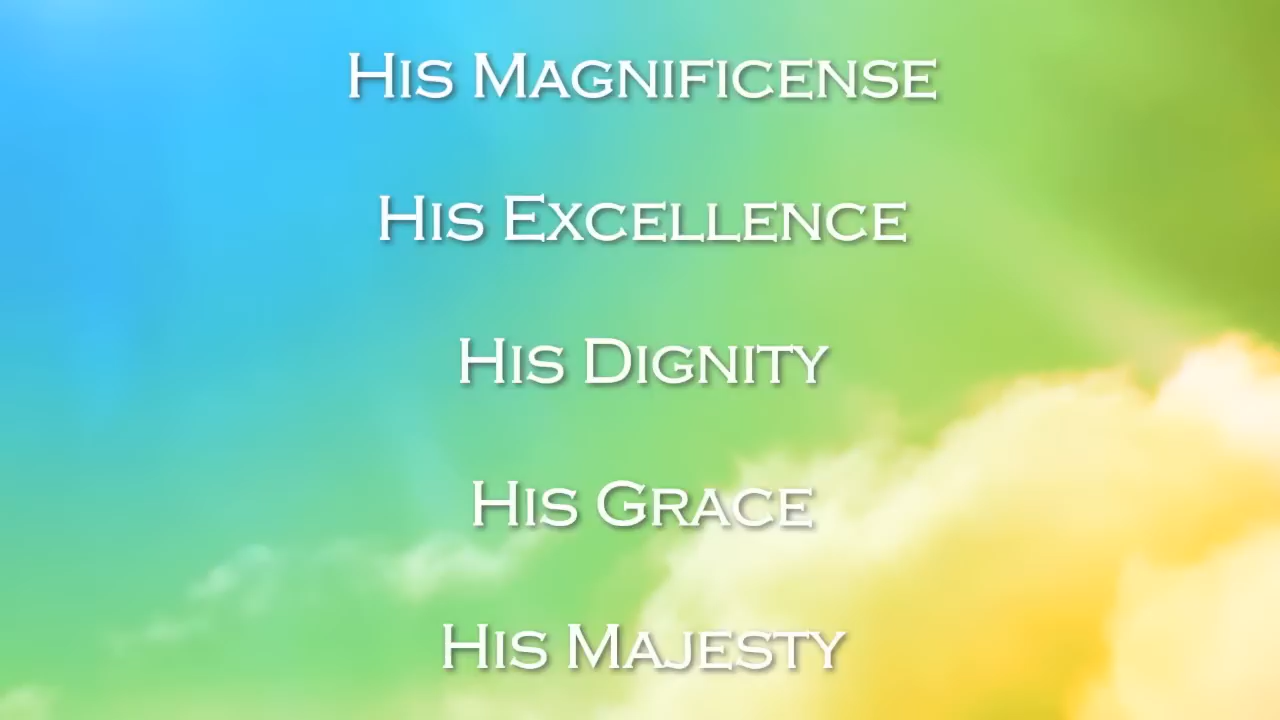 His Magnificense
His Excellence
His Dignity
His Grace
His Majesty